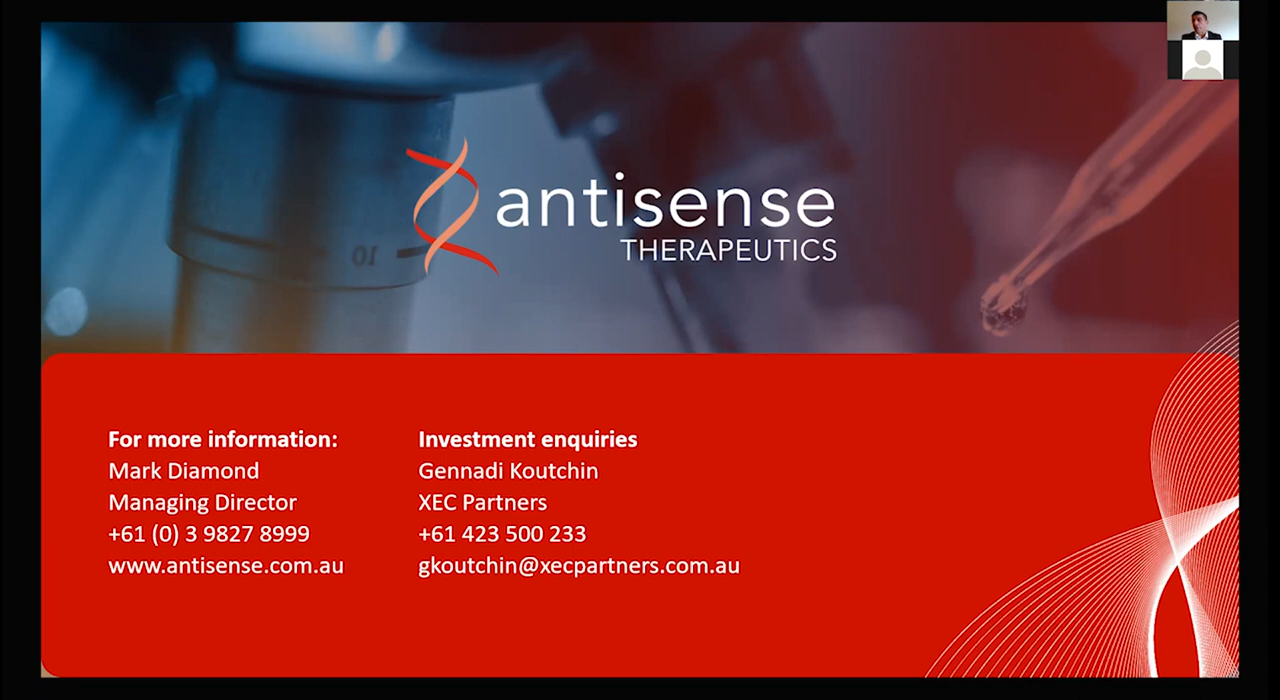 antisense
THERAPEUTICS
10
For more information:
Mark Diamond
Managing Director
+61 (0) 3 9827 8999
www.antisense.com.au
Investment enquiries
Gennadi Koutchin
XEC Partners
+61 423 500 233
gkoutchin@xecpartners.com.au